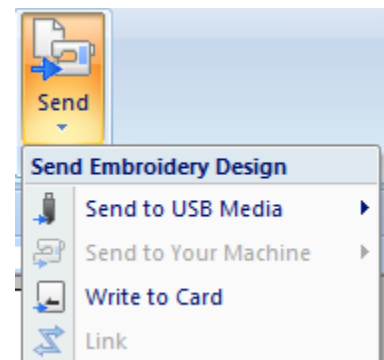 Send
Send Embroidery Design
Send to USB Media
Send to Your Machine
Write to Card
Link